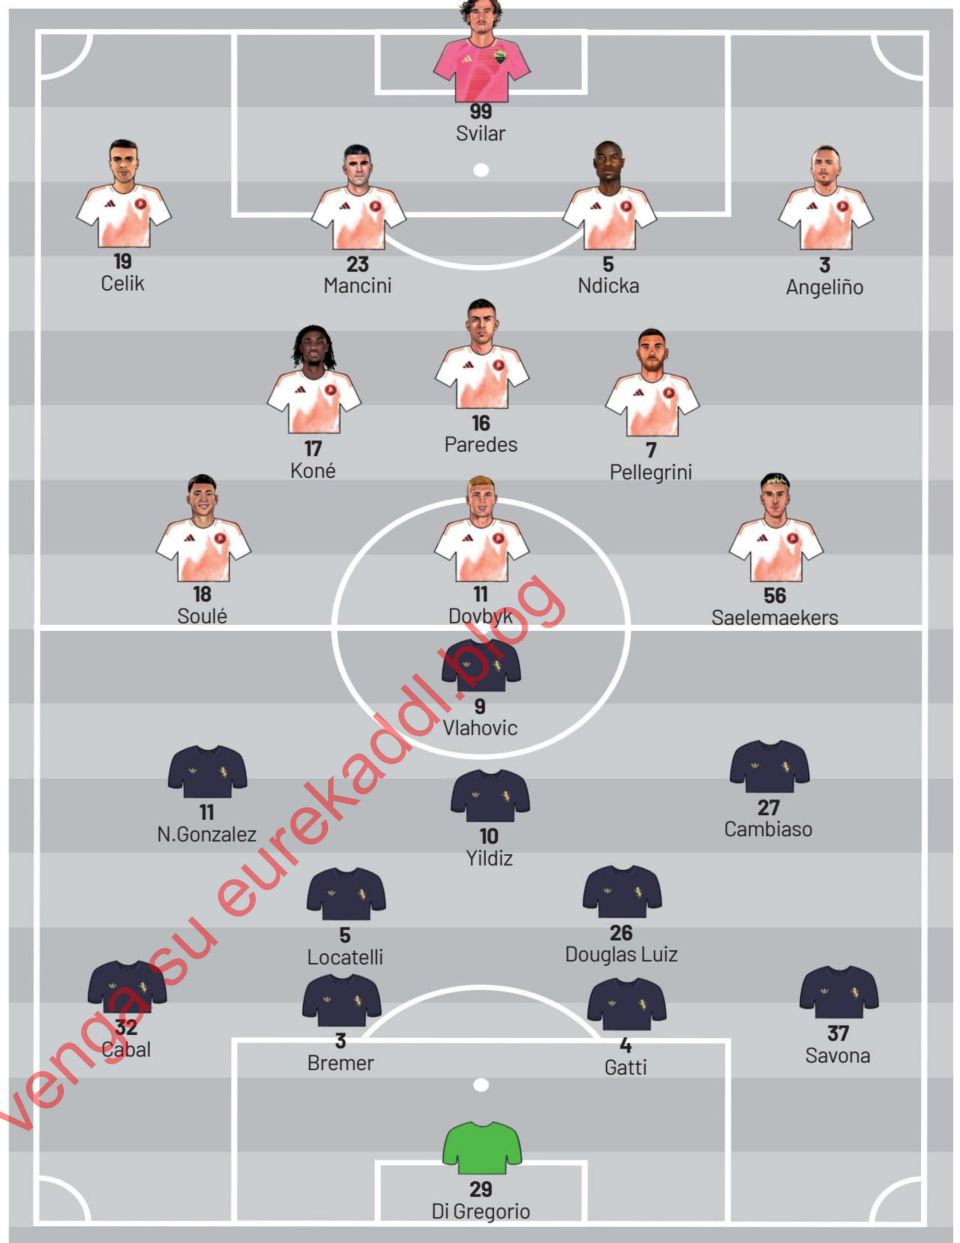 99
Svilar
19
Celik
23
Mancini
5
Ndicka
3
Angeliño
17
Koné
16
Paredes
7
Pellegrini
18
Soulé
11
Dovbyk
56
Saelemaekers
9
Vlahovic
11
N.Gonzalez
10
Yildiz
27
Cambiaso
5
Locatelli
26
Douglas Luiz
32
Cabal
3
Bremer
4
Gatti
37
Savona
29
Di Gregorio
venga su eurekaddl.blog